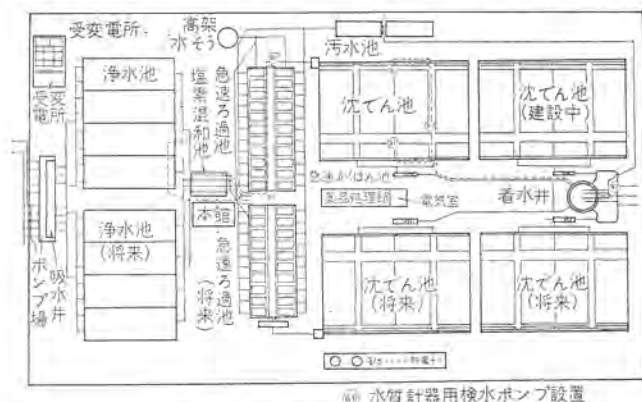 受変電所
高架
水そう
汚水池
浄水池
塩素混和池
急速ろ過池
沈でん池
沈でん池
(建設中)
受変
電所
急速かくはん池
薬品処理館
電気室
着水井
本館
浄水池
(将来)
急速ろ過池
(将来)
ポンプ場
吸水井
沈でん池
(将来)
沈でん池
(将来)
水質計器用検水ポンプ設置